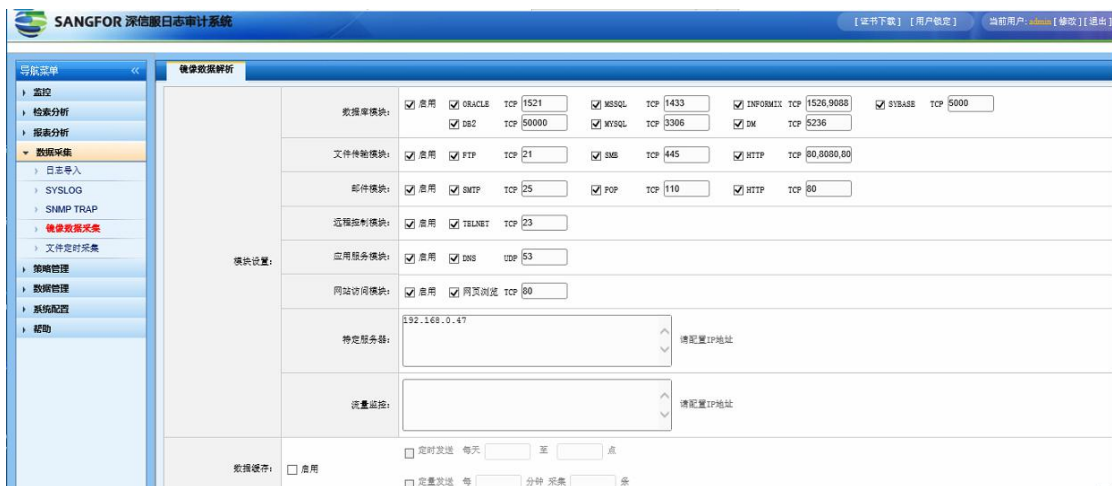 SANGFOR 深信服日志审计系统
[证书下载] [用户锁定] 当前用户: admin [修改] [退出]
导航菜单 «
镜像数据解析
监控
检索分析
报表分析
数据采集
日志导入
SYSLOG
SNMP TRAP
镜像数据采集
文件定时采集
策略管理
数据管理
系统配置
帮助
模块设置:
数据库模块: 启用 ORACLE TCP 1521 MSSQL TCP 1433 INFORMIX TCP 1526,9088 SYBASE TCP 5000
DB2 TCP 50000 MYSQL TCP 3306 DM TCP 5236
文件传输模块: 启用 FTP TCP 21 SMB TCP 445 HTTP TCP 80,8080,80
邮件模块: 启用 SMTP TCP 25 POP TCP 110 HTTP TCP 80
远程控制模块: 启用 TELNET TCP 23
应用服务模块: 启用 DNS UDP 53
网站访问模块: 启用 网页浏览 TCP 80
特定服务器: 192.168.0.47 请配置IP地址
流量监控: 请配置IP地址
数据缓存: 启用
定时发送 每天 至 点
定量发送 每 分钟 采集 条